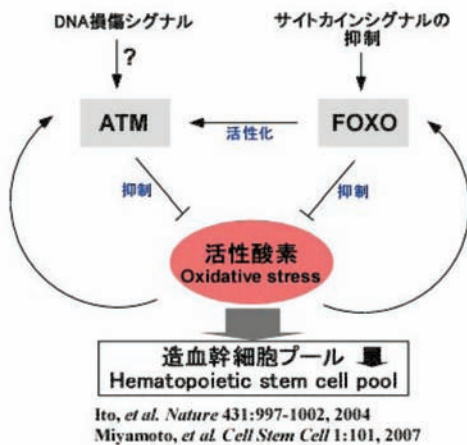 DNA損傷シグナル
サイトカインシグナルの
抑制
?
ATM
活性化
FOXO
抑制
抑制
活性酸素
Oxidative stress
造血幹細胞プール
Hematopoietic stem cell pool
Ito, et al. Nature 431:997-1002, 2004
Miyamoto, et al. Cell Stem Cell 1:101, 2007